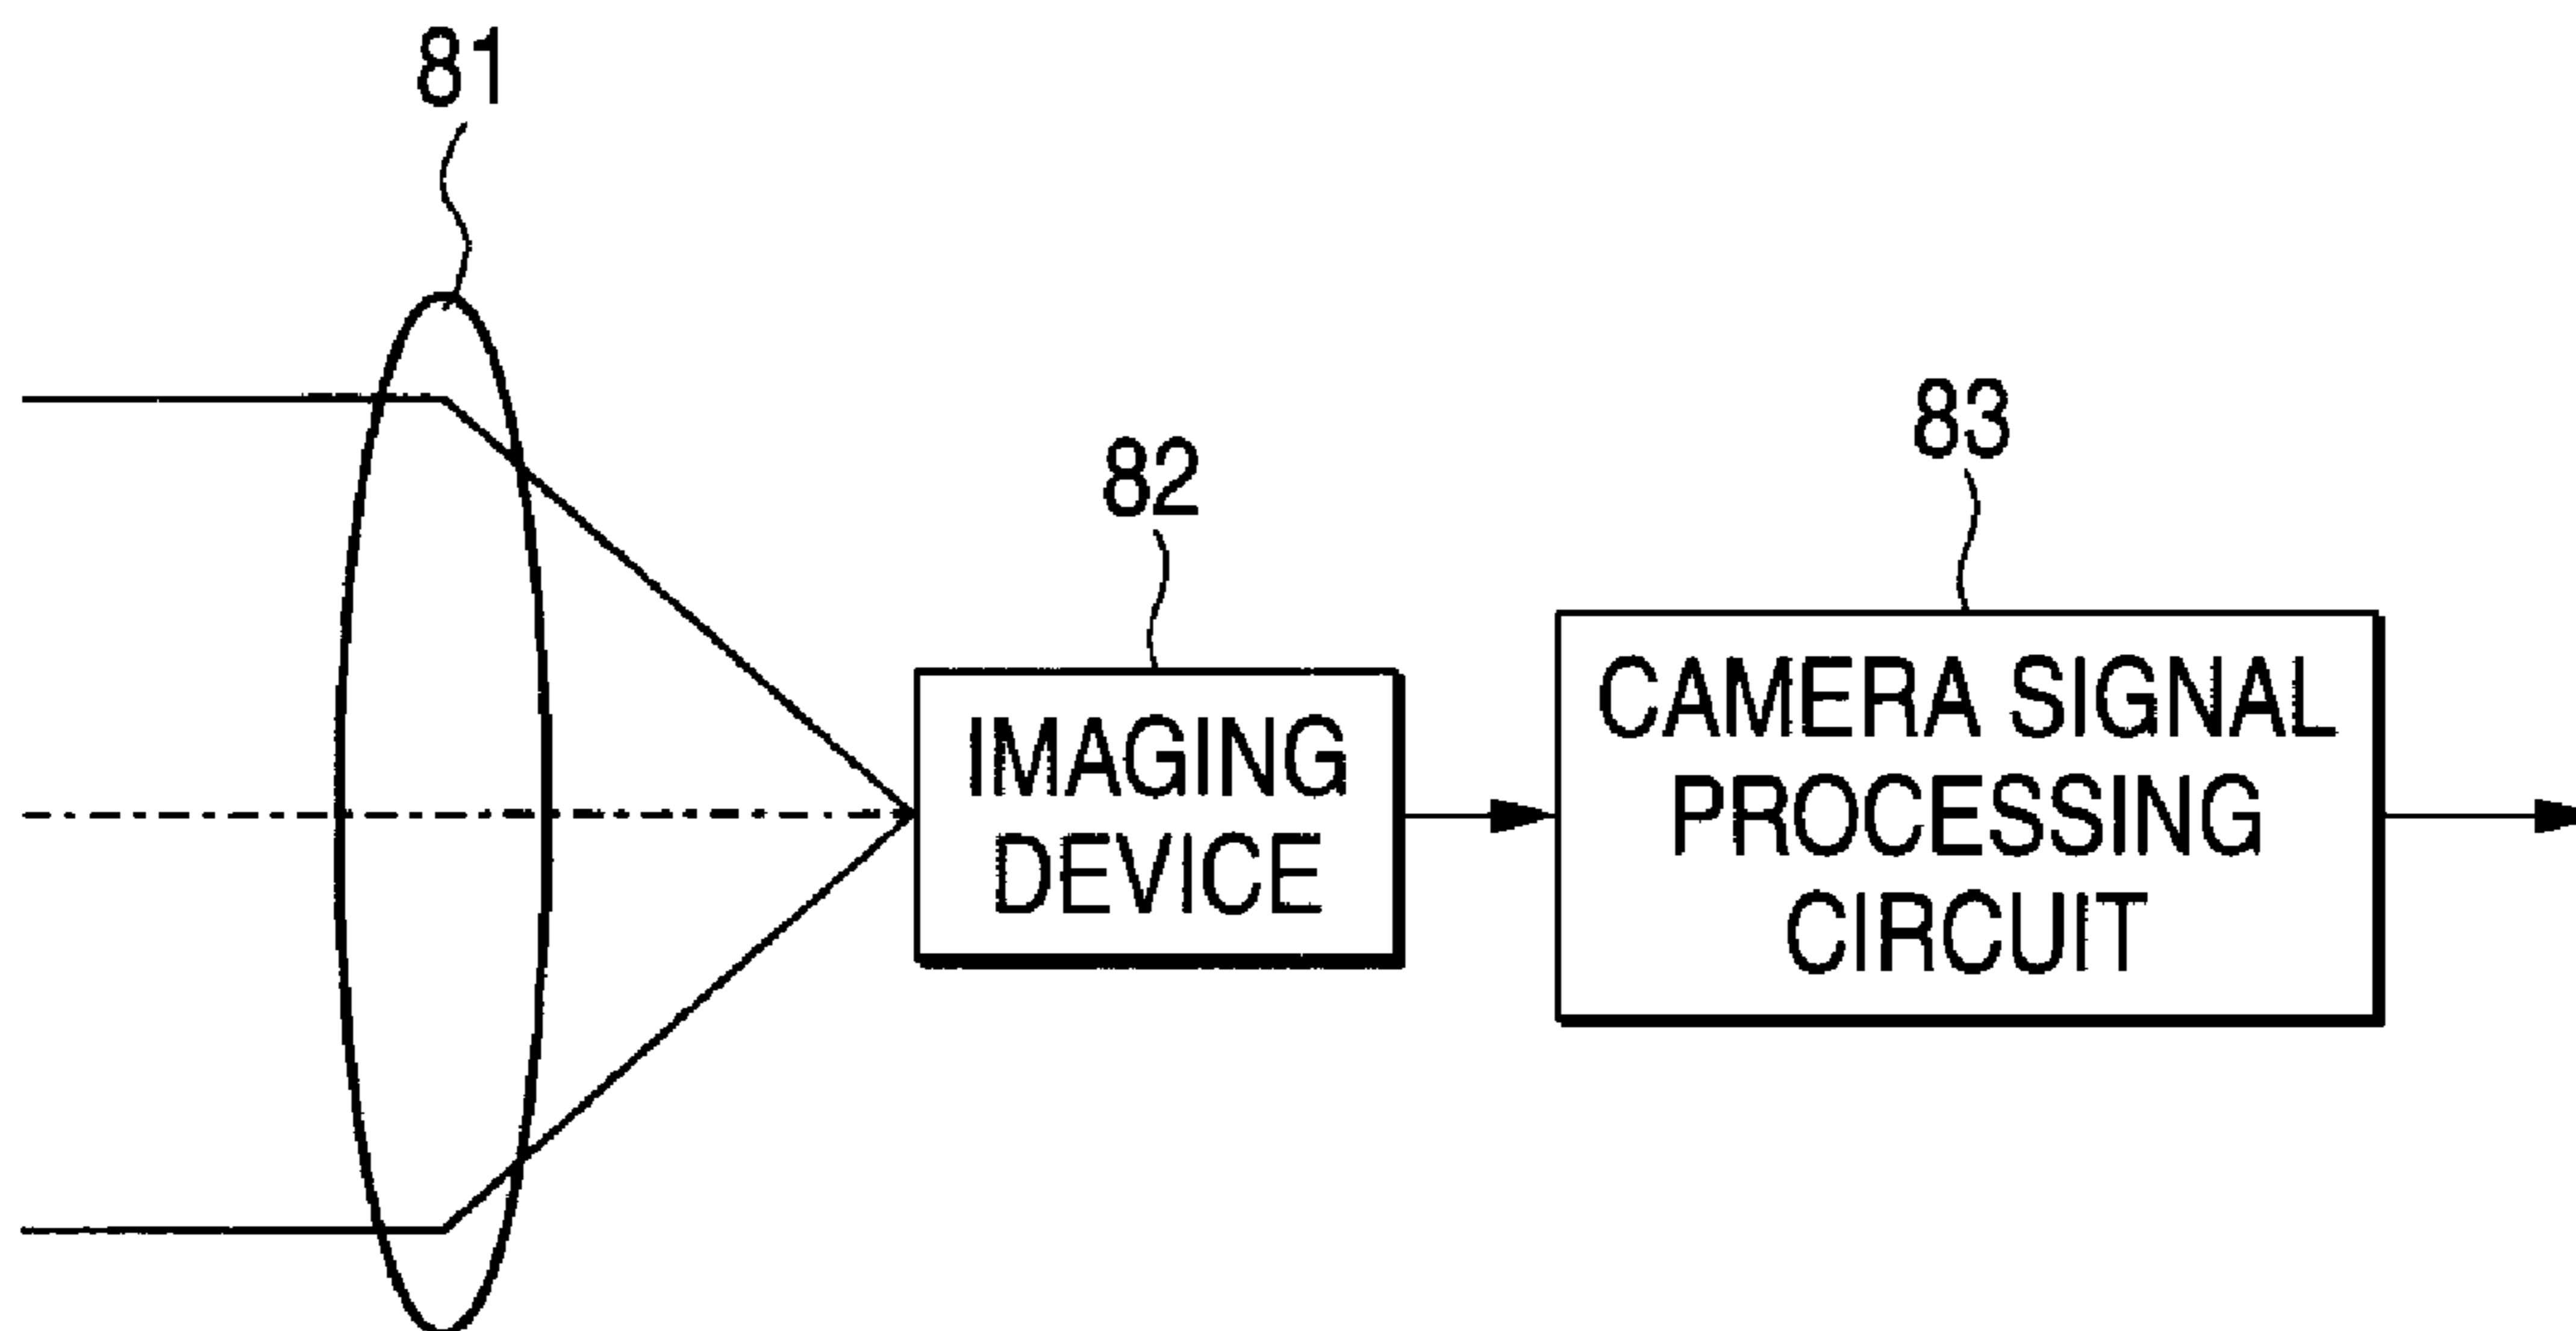 81
82
83
IMAGING
DEVICE
CAMERA SIGNAL
PROCESSING
CIRCUIT